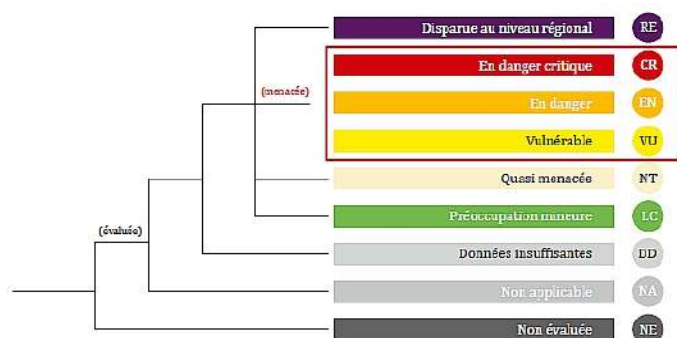 Disparue au niveau régional RE
En danger critique CR
(menacée)
En danger EN
Vulnérable VU
Quasi menacée NT
Préoccupation mineure LC
(évaluée)
Données insuffisantes DD
Non applicable NA
Non évaluée NE